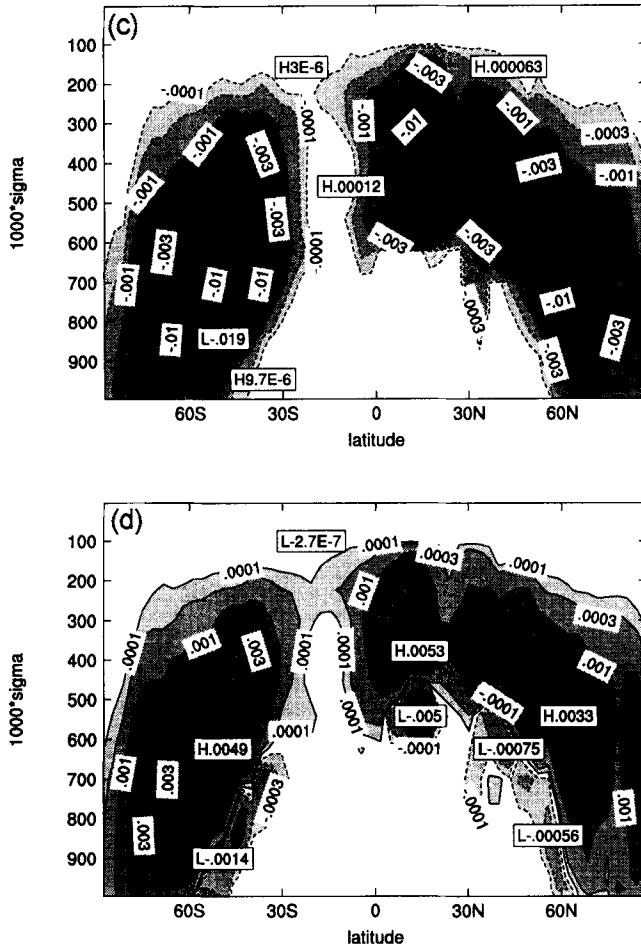 (c)
100
200
300
400
500
600
700
800
900
1000*sigma
60S
30S
0
30N
60N
latitude
-.0001
H3E-6
-.003
H.000063
-.0001
-.001
-.001
-.0003
-.001
-.003
-.01
-.003
-.001
H.00012
-.003
-.001
-.003
-.0001
-.003
-.003
-.01
-.01
-.0003
-.01
-.01
L-.019
-.003
-.003
H9.7E-6
(d)
100
200
300
400
500
600
700
800
900
1000*sigma
60S
30S
0
30N
60N
latitude
L-2.7E-7
.0001
.0003
.0001
.0001
.001
.0003
.0001
.001
.003
.0001
.0001
H.0053
.001
.0001
L-.005
-.0001
H.0033
H.0049
.0001
-.0001
L-.00075
.001
.003
-.0003
-.0001
.001
.003
L-.0014
L-.00056